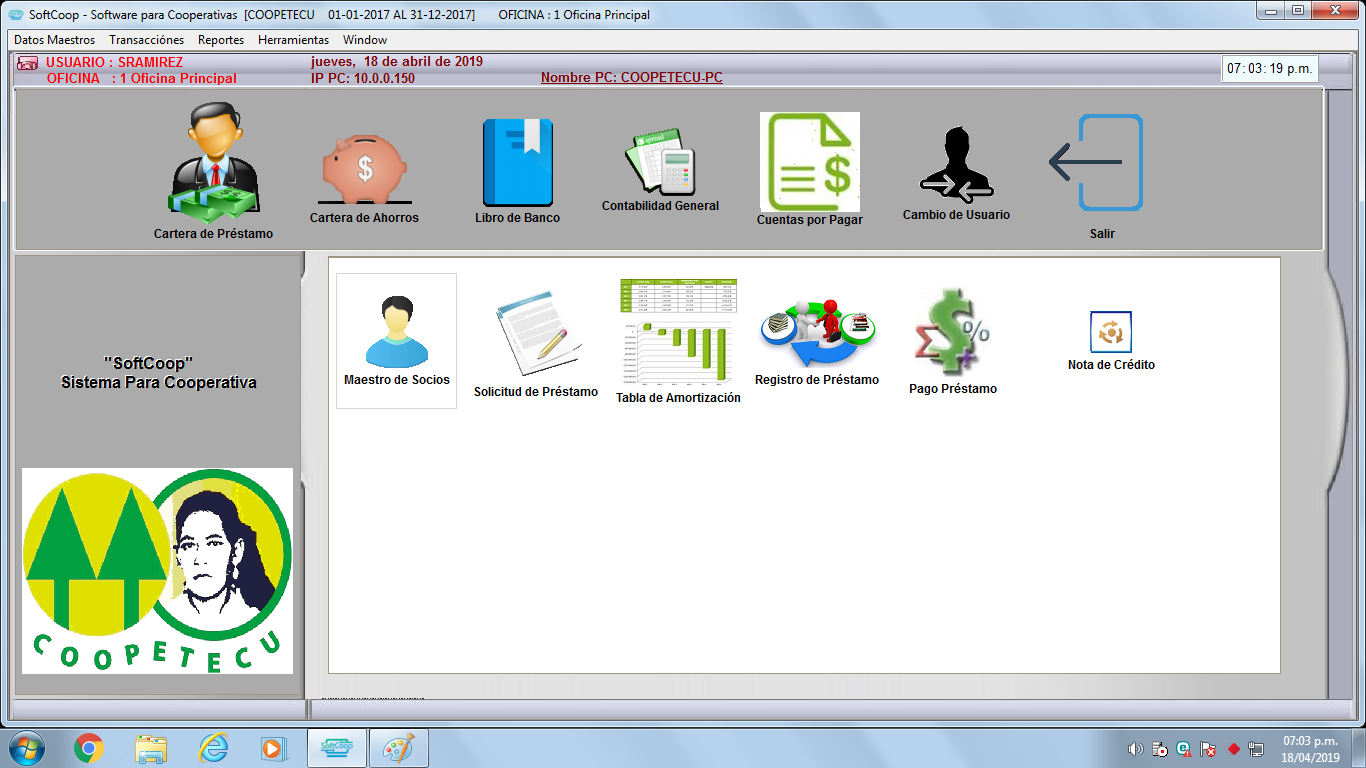 SoftCoop - Software para Cooperativas [COOPETECU 01-01-2017 AL 31-12-2017] OFICINA : 1 Oficina Principal
Datos Maestros Transacciónes Reportes Herramientas Window
USUARIO : SRAMIREZ jueves, 18 de abril de 2019
OFICINA : 1 Oficina Principal IP PC: 10.0.0.150 Nombre PC: COOPETECU-PC
07: 03: 19 p.m.
Cartera de Préstamo
Cartera de Ahorros
Libro de Banco
Contabilidad General
Cuentas por Pagar
Cambio de Usuario
Salir
"SoftCoop"
Sistema Para Cooperativa
COOPETECU
Maestro de Socios
Solicitud de Préstamo
Tabla de Amortización
Registro de Préstamo
Pago Préstamo
Nota de Crédito
SoftCoop
07:03 p.m.
18/04/2019